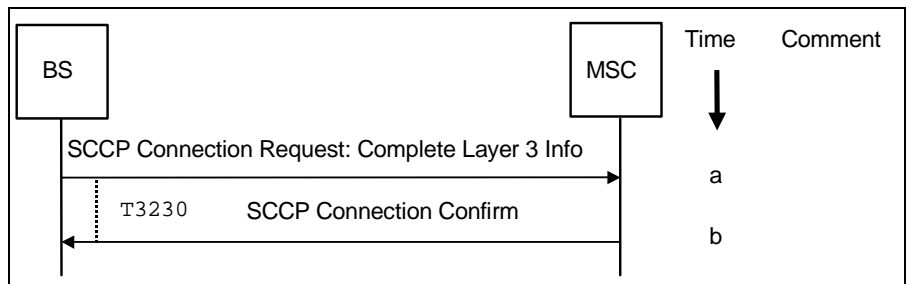 Time Comment
BS MSC
SCCP Connection Request: Complete Layer 3 Info
a
T3230 SCCP Connection Confirm
b